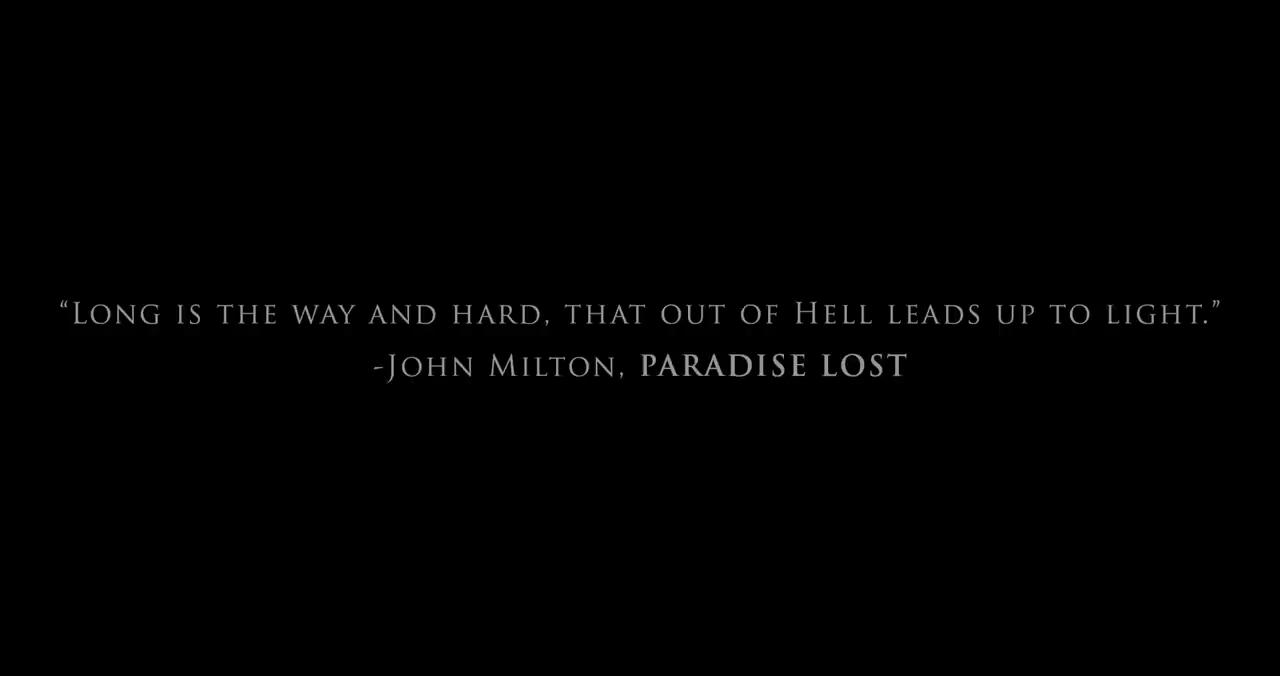 “Long is the way and hard, that out of Hell leads up to light.”
-John Milton, PARADISE LOST